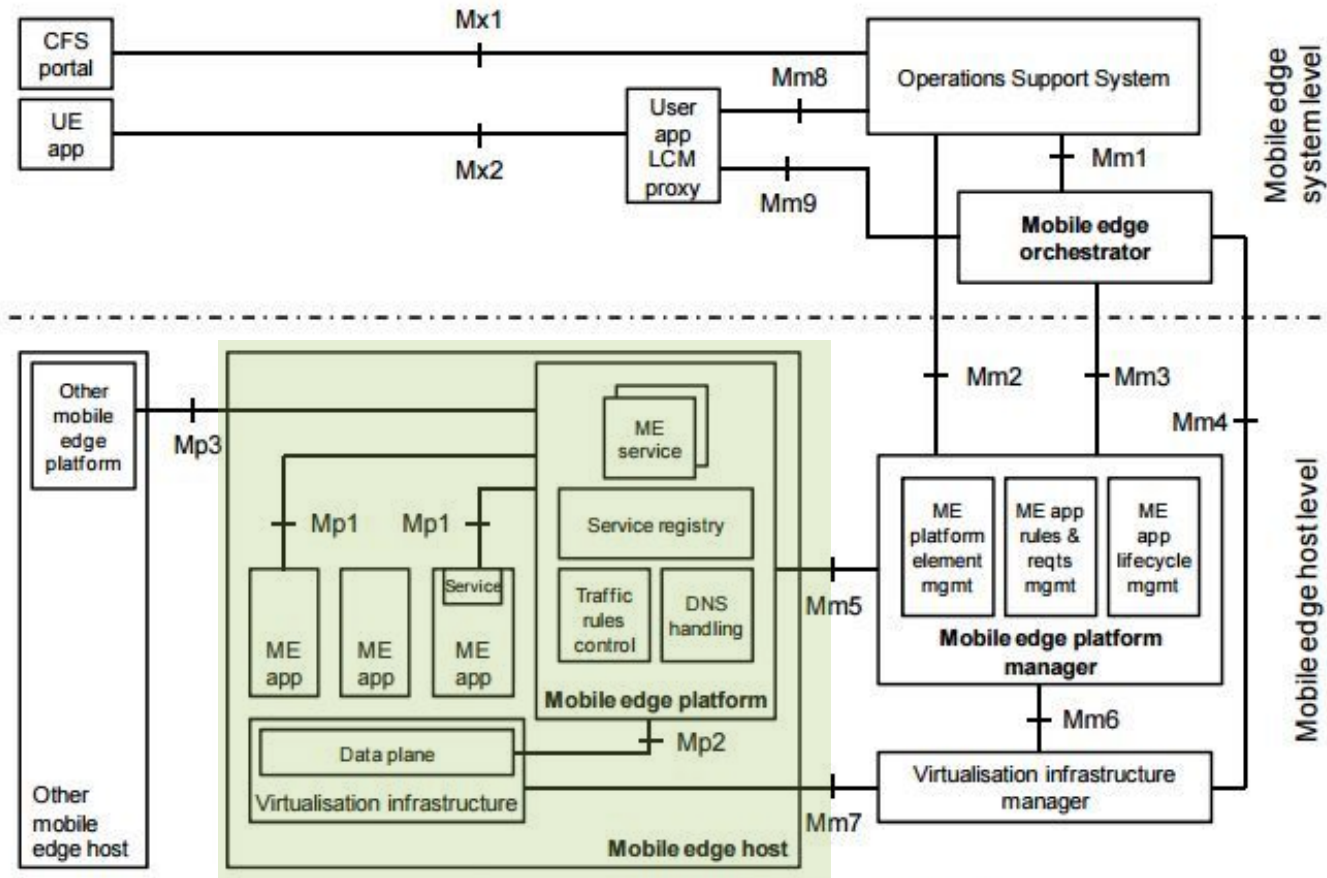 Mx1
CFS
portal
Operations Support System
Mm8
UE
app
User
app
LCM
proxy
Mx2
Mm9
Mm1
Mobile edge
orchestrator
Mobile edge
system level
Other
mobile
edge
platform
Mp3
Other
mobile
edge host
ME
service
Service registry
Traffic
rules
control
DNS
handling
Mobile edge platform
Mp1
Mp1
Service
ME
app
ME
app
ME
app
Mp2
Data plane
Virtualisation infrastructure
Mobile edge host
Mm2
Mm3
Mm4
Mm5
ME
platform
element
mgmt
ME app
rules &
reqts
mgmt
ME
app
lifecycle
mgmt
Mobile edge platform
manager
Mm6
Virtualisation infrastructure
manager
Mm7
Mobile edge host level